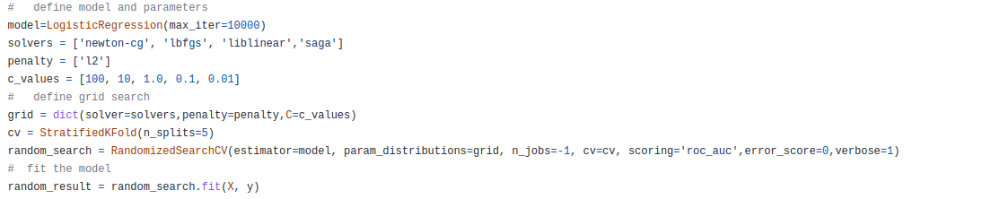 #   define model and parameters
model=LogisticRegression(max_iter=10000)
solvers = ['newton-cg', 'lbfgs', 'liblinear','saga']
penalty = ['l2']
c_values = [100, 10, 1.0, 0.1, 0.01]
#   define grid search
grid = dict(solver=solvers,penalty=penalty,C=c_values)
cv = StratifiedKFold(n_splits=5)
random_search = RandomizedSearchCV(estimator=model, param_distributions=grid, n_jobs=-1, cv=cv, scoring='roc_auc',error_score=0,verbose=1)
#  fit the model
random_result = random_search.fit(X, y)